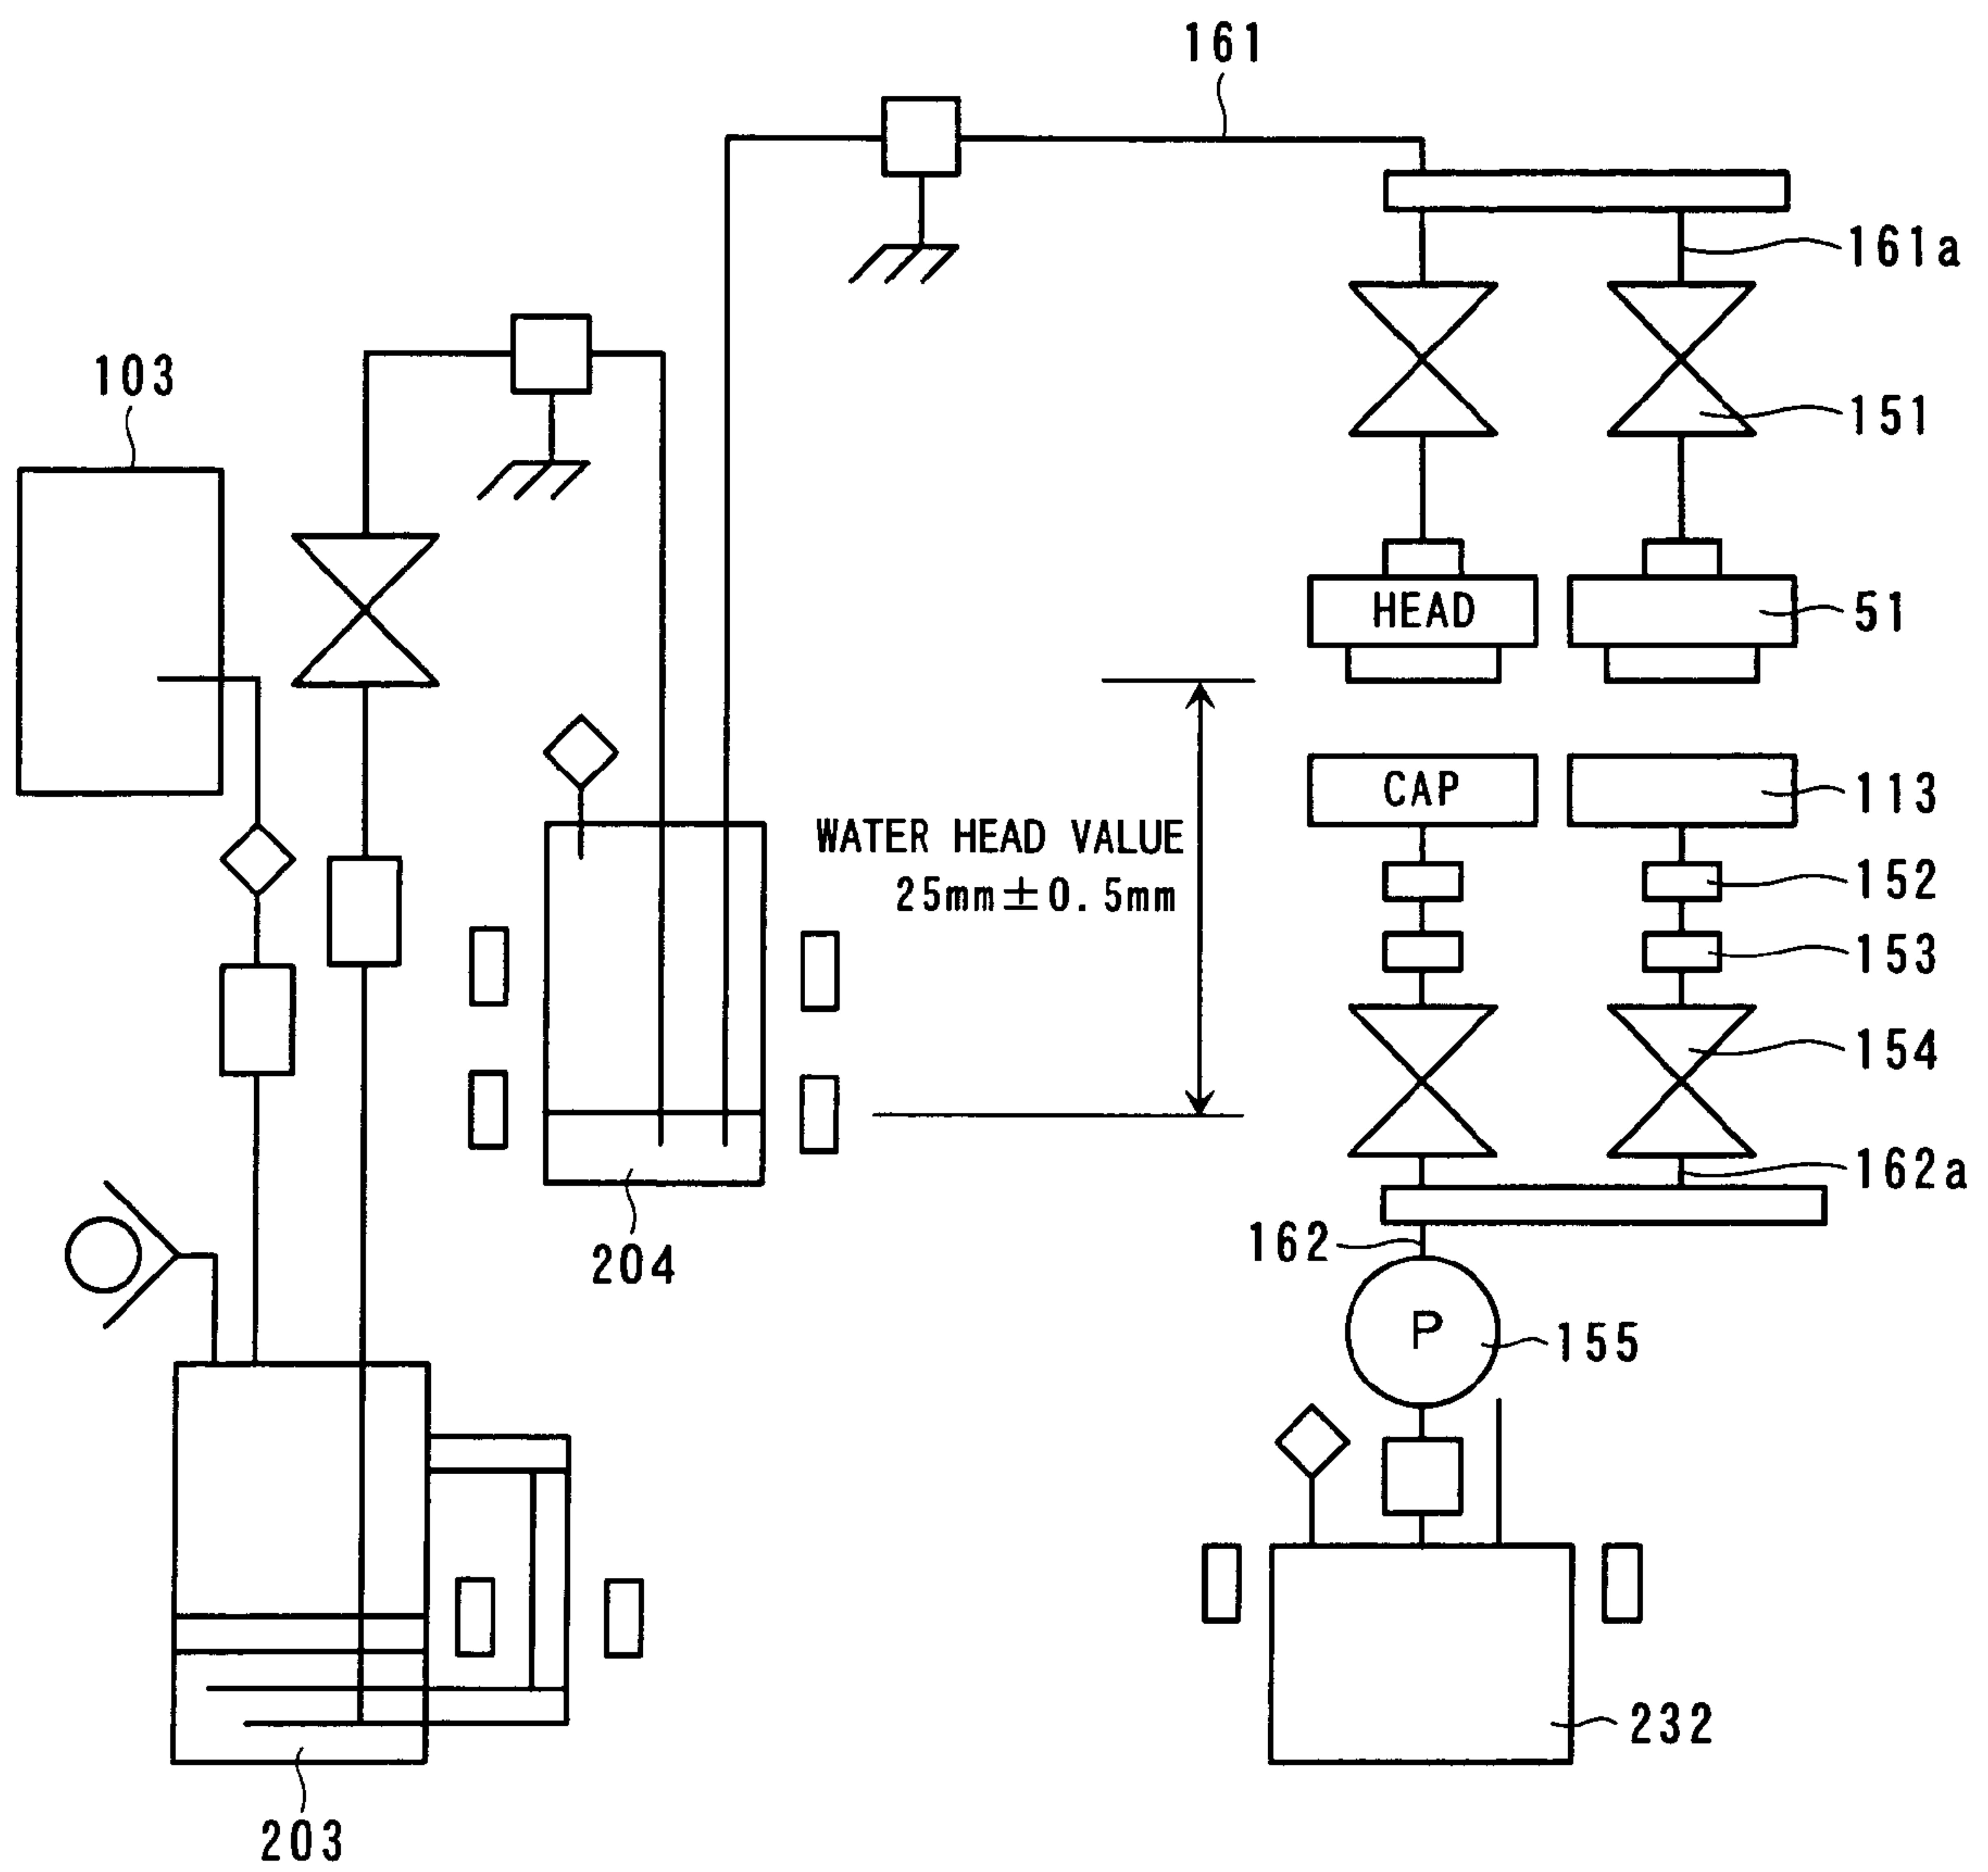 161
161a
103
151
HEAD
51
CAP
113
WATER HEAD VALUE
25mm±0.5mm
152
153
154
162a
162
204
P
155
232
203